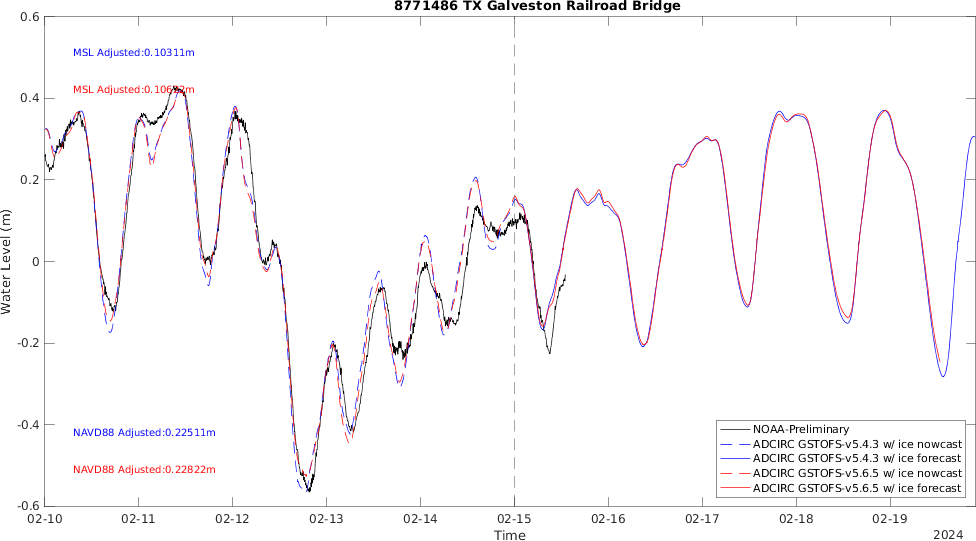 8771486 TX Galveston Railroad Bridge
0.6
MSL Adjusted:0.10311m
MSL Adjusted:
0.4
0.2
0
-0.2
-0.4
-0.6
Water Level (m)
NAVD88 Adjusted:0.22511m
NAVD88 Adjusted:0.22822m
NOAA-Preliminary
ADCIRC GSTOFS-v5.4.3 w/ ice nowcast
ADCIRC GSTOFS-v5.4.3 w/ ice forecast
ADCIRC GSTOFS-v5.6.5 w/ ice nowcast
ADCIRC GSTOFS-v5.6.5 w/ ice forecast
02-10 02-11 02-12 02-13 02-14 02-15 02-16 02-17 02-18 02-19
Time
2024